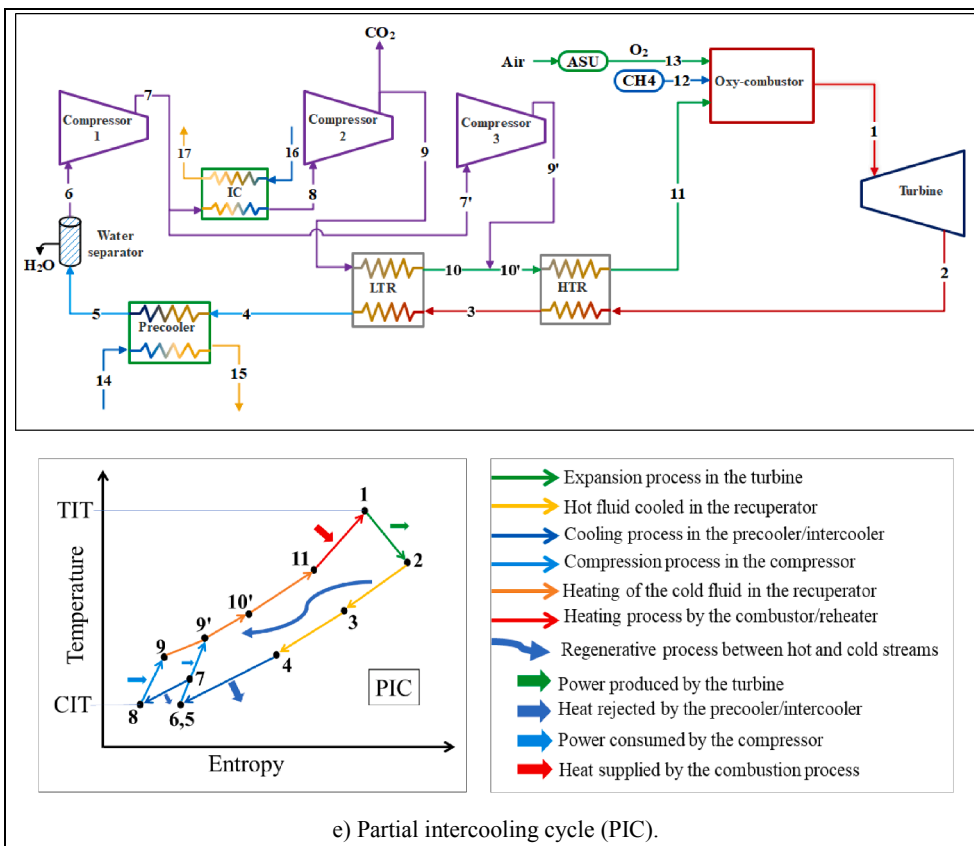 CO2
Air
ASU
O2
13
CH4
12
Oxy-combustor
7
Compressor
1
Compressor
2
Compressor
3
9'
17
16
9
1
IC
8
7'
11
Turbine
6
Water
separator
H2O
10
10'
LTR
HTR
2
5
Precooler
4
3
14
15
Temperature
TIT
CIT
1
2
11
10'
3
9'
9
4
7
8
6,5
PIC
Entropy
Expansion process in the turbine
Hot fluid cooled in the recuperator
Cooling process in the precooler/intercooler
Compression process in the compressor
Heating of the cold fluid in the recuperator
Heating process by the combustor/reheater
Regenerative process between hot and cold streams
Power produced by the turbine
Heat rejected by the precooler/intercooler
Power consumed by the compressor
Heat supplied by the combustion process
e) Partial intercooling cycle (PIC).